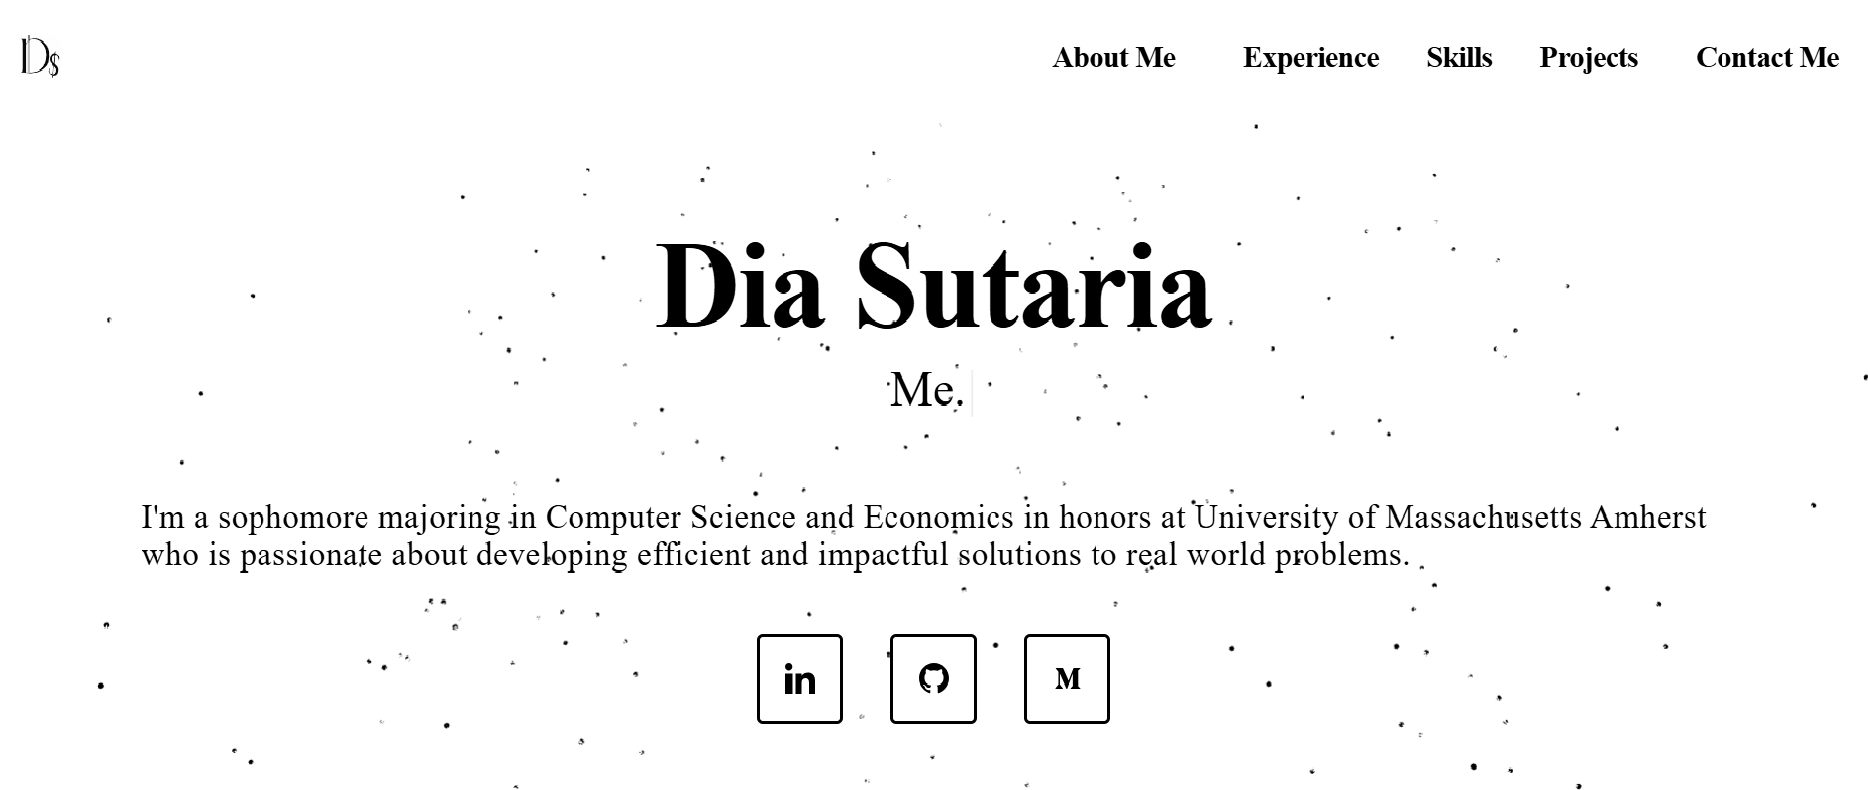 D$
About Me Experience Skills Projects Contact Me
Dia Sutaria
Me.
I'm a sophomore majoring in Computer Science and Economics in honors at University of Massachusetts Amherst
who is passionate about developing efficient and impactful solutions to real world problems.
in M